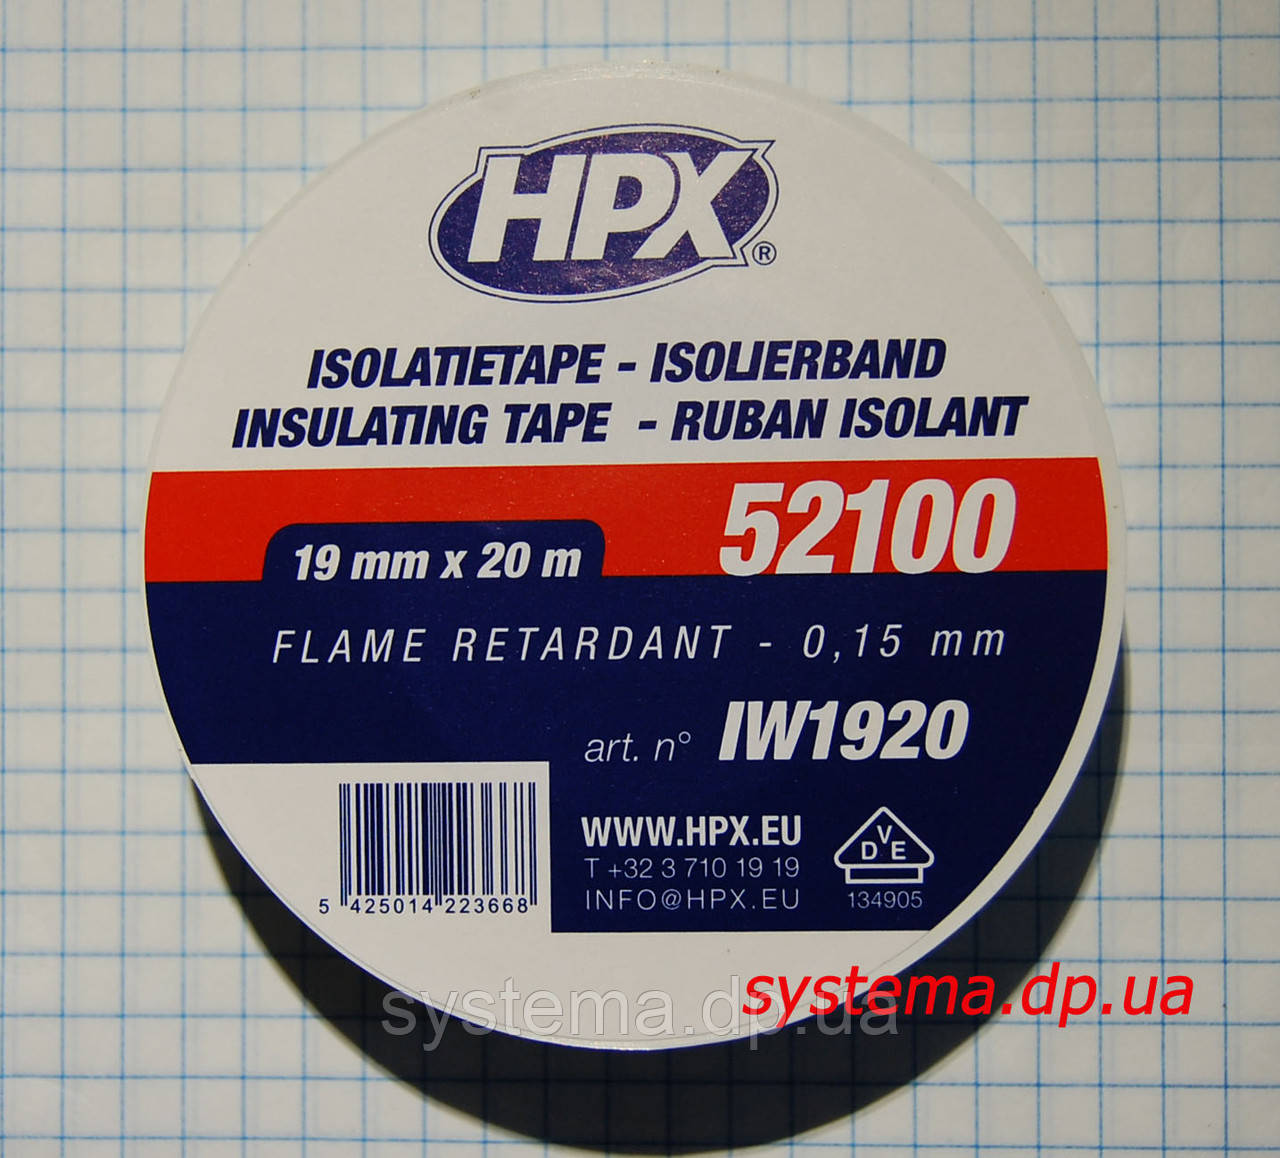 HPX®
ISOLATIETAPE - ISOLIERBAND
INSULATING TAPE - RUBAN ISOLANT
52100
19 mm x 20 m
FLAME RETARDANT - 0,15 mm
art. n° IW1920
WWW.HPX.EU
T +32 3 710 19 19
INFO@HPX.EU
VDE
134905
5 425014 223668
systema.dp.ua
systema.dp.ua